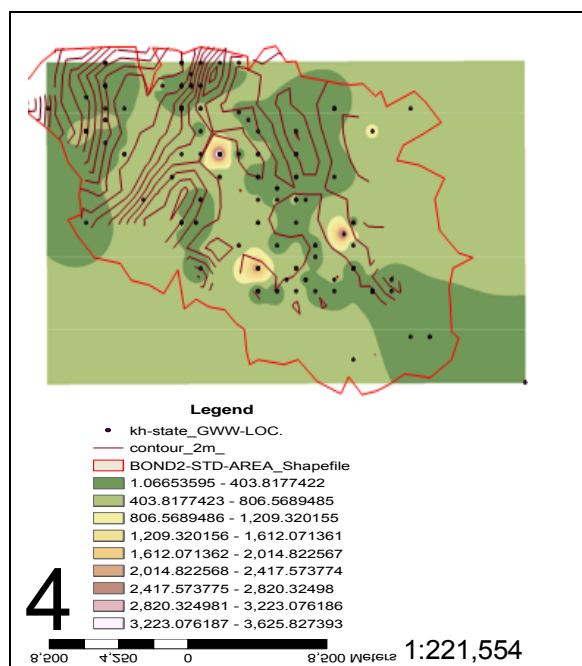 Legend
kh-state_GWW-LOC.
contour_2m_
BOND2-STD-AREA_Shapefile
1.06653595 - 403.8177422
403.8177423 - 806.5689485
806.5689486 - 1,209.320155
1,209.320156 - 1,612.071361
1,612.071362 - 2,014.822567
2,014.822568 - 2,417.573774
2,417.573775 - 2,820.32498
2,820.324981 - 3,223.076186
3,223.076187 - 3,625.827393
4
8,500 4,250 0 8,500 Meters 1:221,554